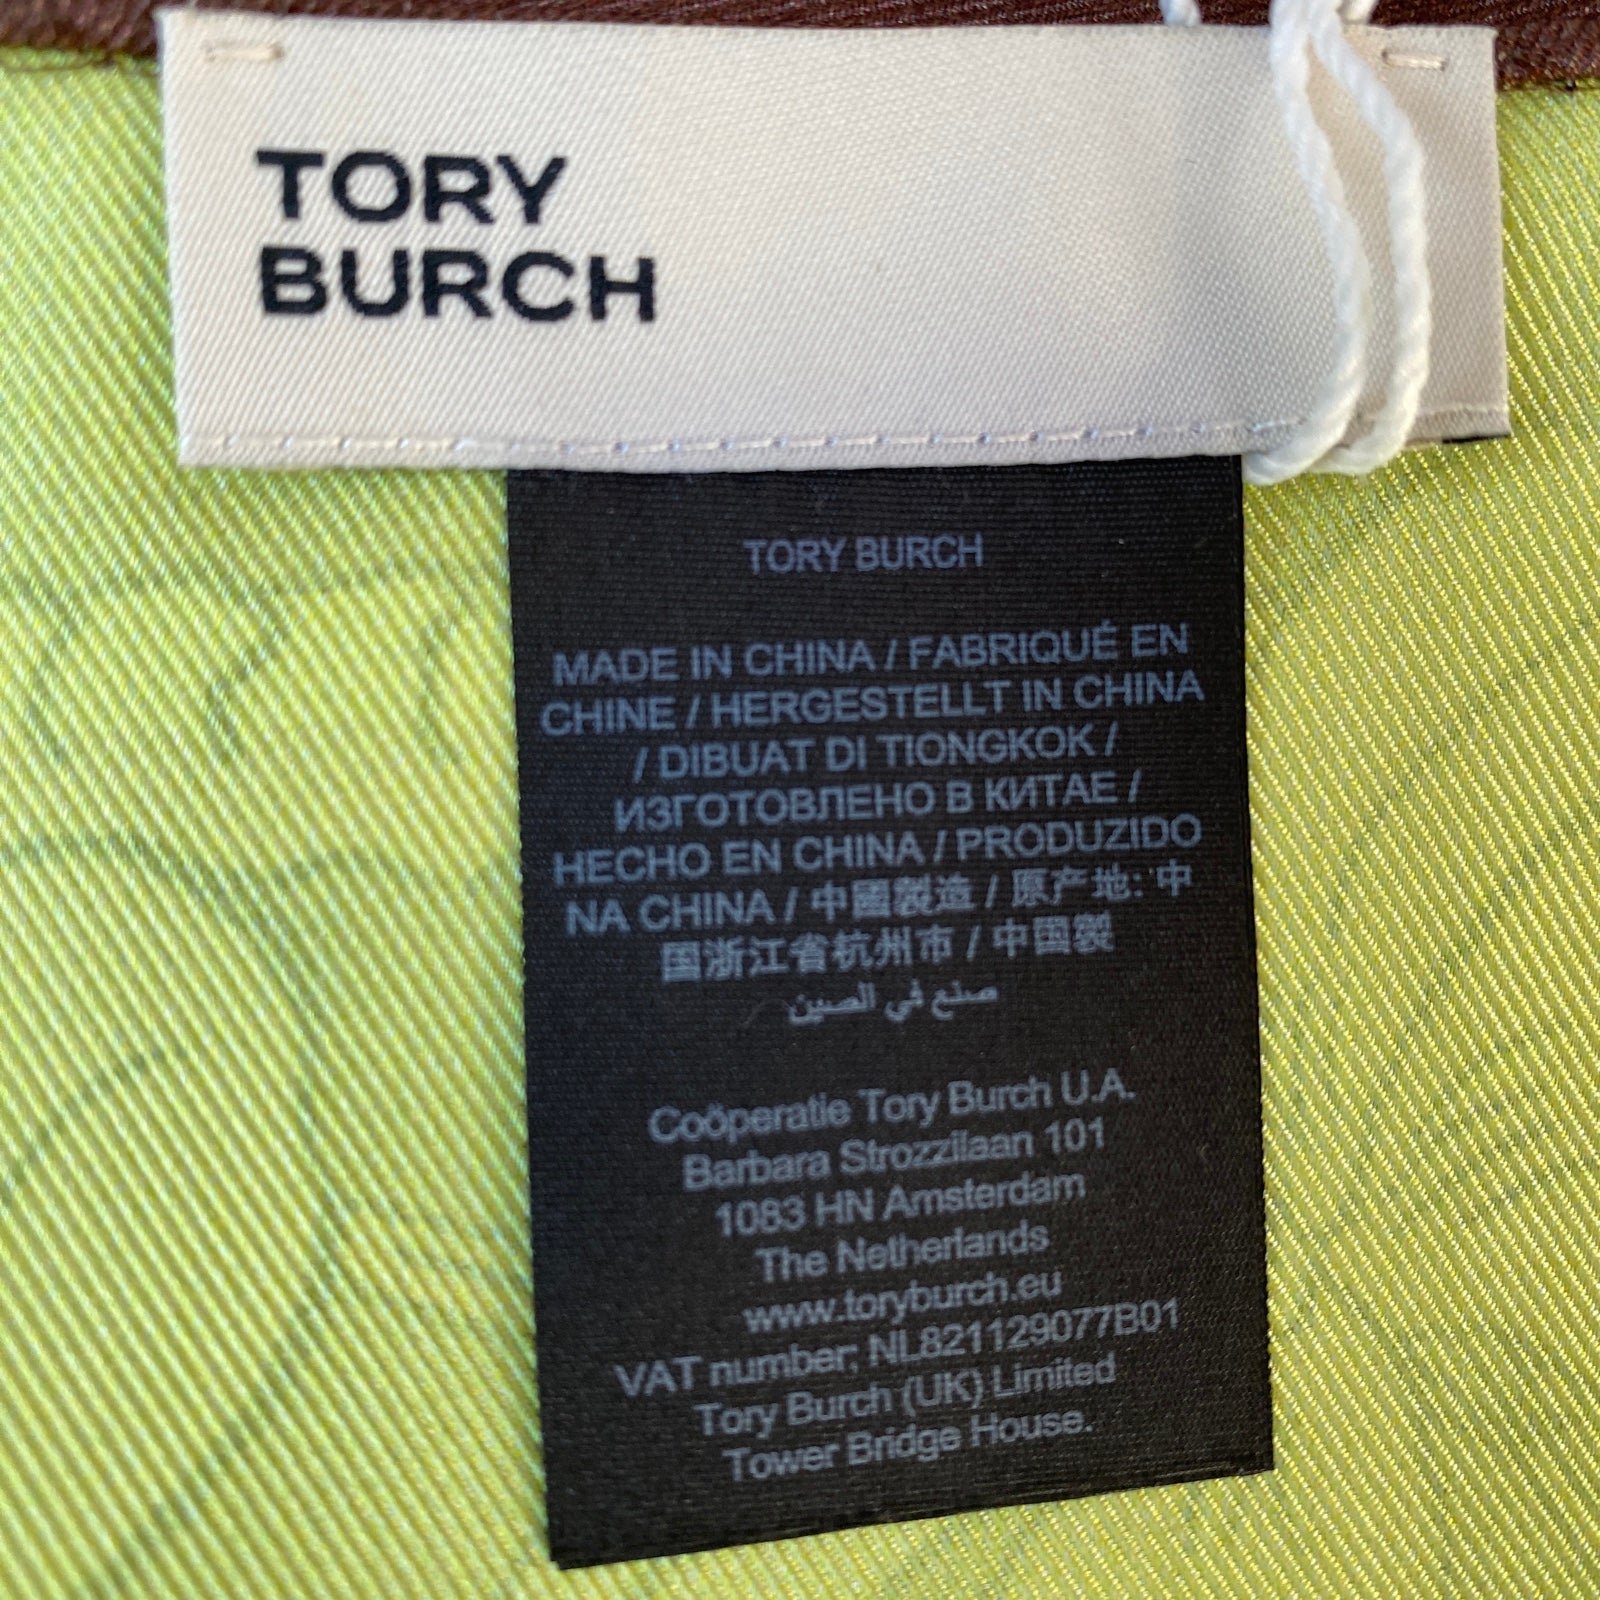 TORY
BURCH
TORY BURCH
MADE IN CHINA / FABRIQUÉ EN
CHINE / HERGESTELLT IN CHINA
/ DIBUAT DI TIONGKOK /
ИЗГОТОВЛЕНО В КИТАЕ /
HECHO EN CHINA / PRODUZIDO
NA CHINA / 中國製造 / 原产地: 中
国浙江省杭州市 / 中国製
صنع في الصين
Coöperatie Tory Burch U.A.
Barbara Strozzilaan 101
1083 HN Amsterdam
The Netherlands
www.toryburch.eu
VAT number: NL821129077B01
Tory Burch (UK) Limited
Tower Bridge House.